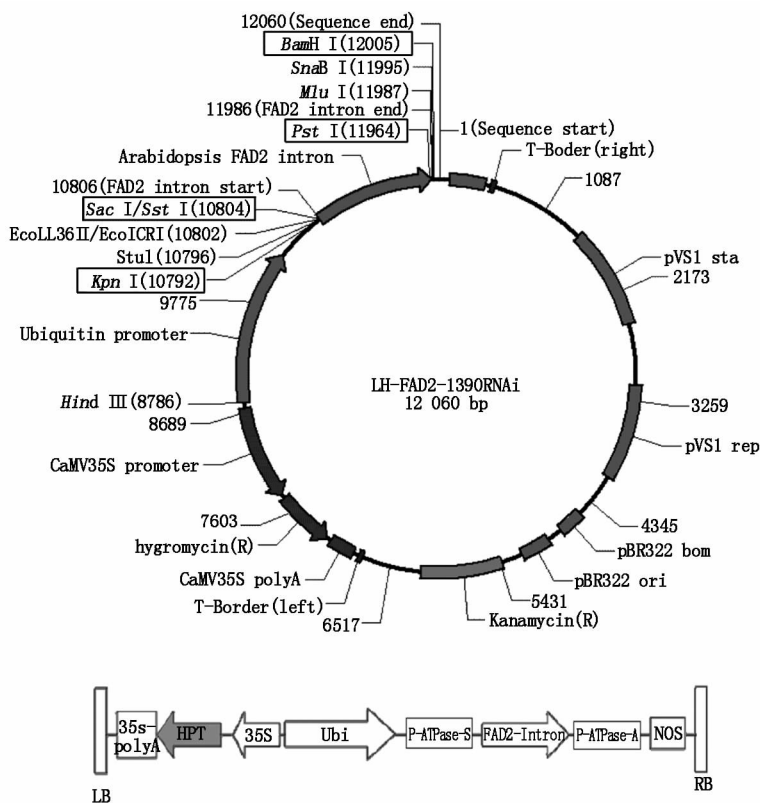 12060(Sequence end)
BamH I(12005)
SnaB I(11995)
Mlu I(11987)
11986(FAD2 intron end)
Pst I(11964)
1(Sequence start)
T-Boder(right)
Arabidopsis FAD2 intron
1087
10806(FAD2 intron start)
Sac I/Sst I(10804)
EcoLL36Ⅱ/EcoICRI(10802)
StuI(10796)
Kpn I(10792)
9775
pVS1 sta
2173
Ubiquitin promoter
LH-FAD2-1390RNAi
12 060 bp
Hind III(8786)
8689
3259
CaMV35S promoter
pVS1 rep
7603
4345
hygromycin(R)
pBR322 bom
CaMV35S polyA
pBR322 ori
T-Border(left)
5431
6517
Kanamycin(R)
35s-
polyA
HPT
35S
Ubi
P-ATPase-S
FAD2-Intron
P-ATPase-A
NOS
LB
RB